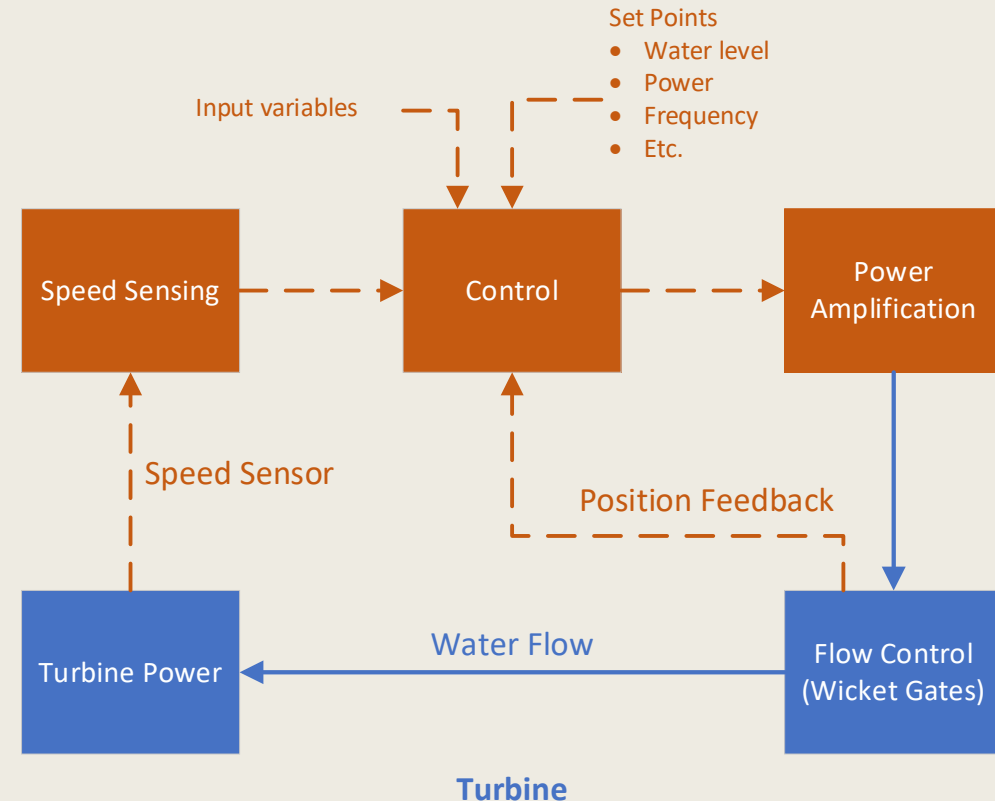 Set Points
● Water level
● Power
● Frequency
● Etc.
Input variables
Speed Sensing
Control
Power
Amplification
Speed Sensor
Position Feedback
Turbine Power
Water Flow
Flow Control
(Wicket Gates)
Turbine